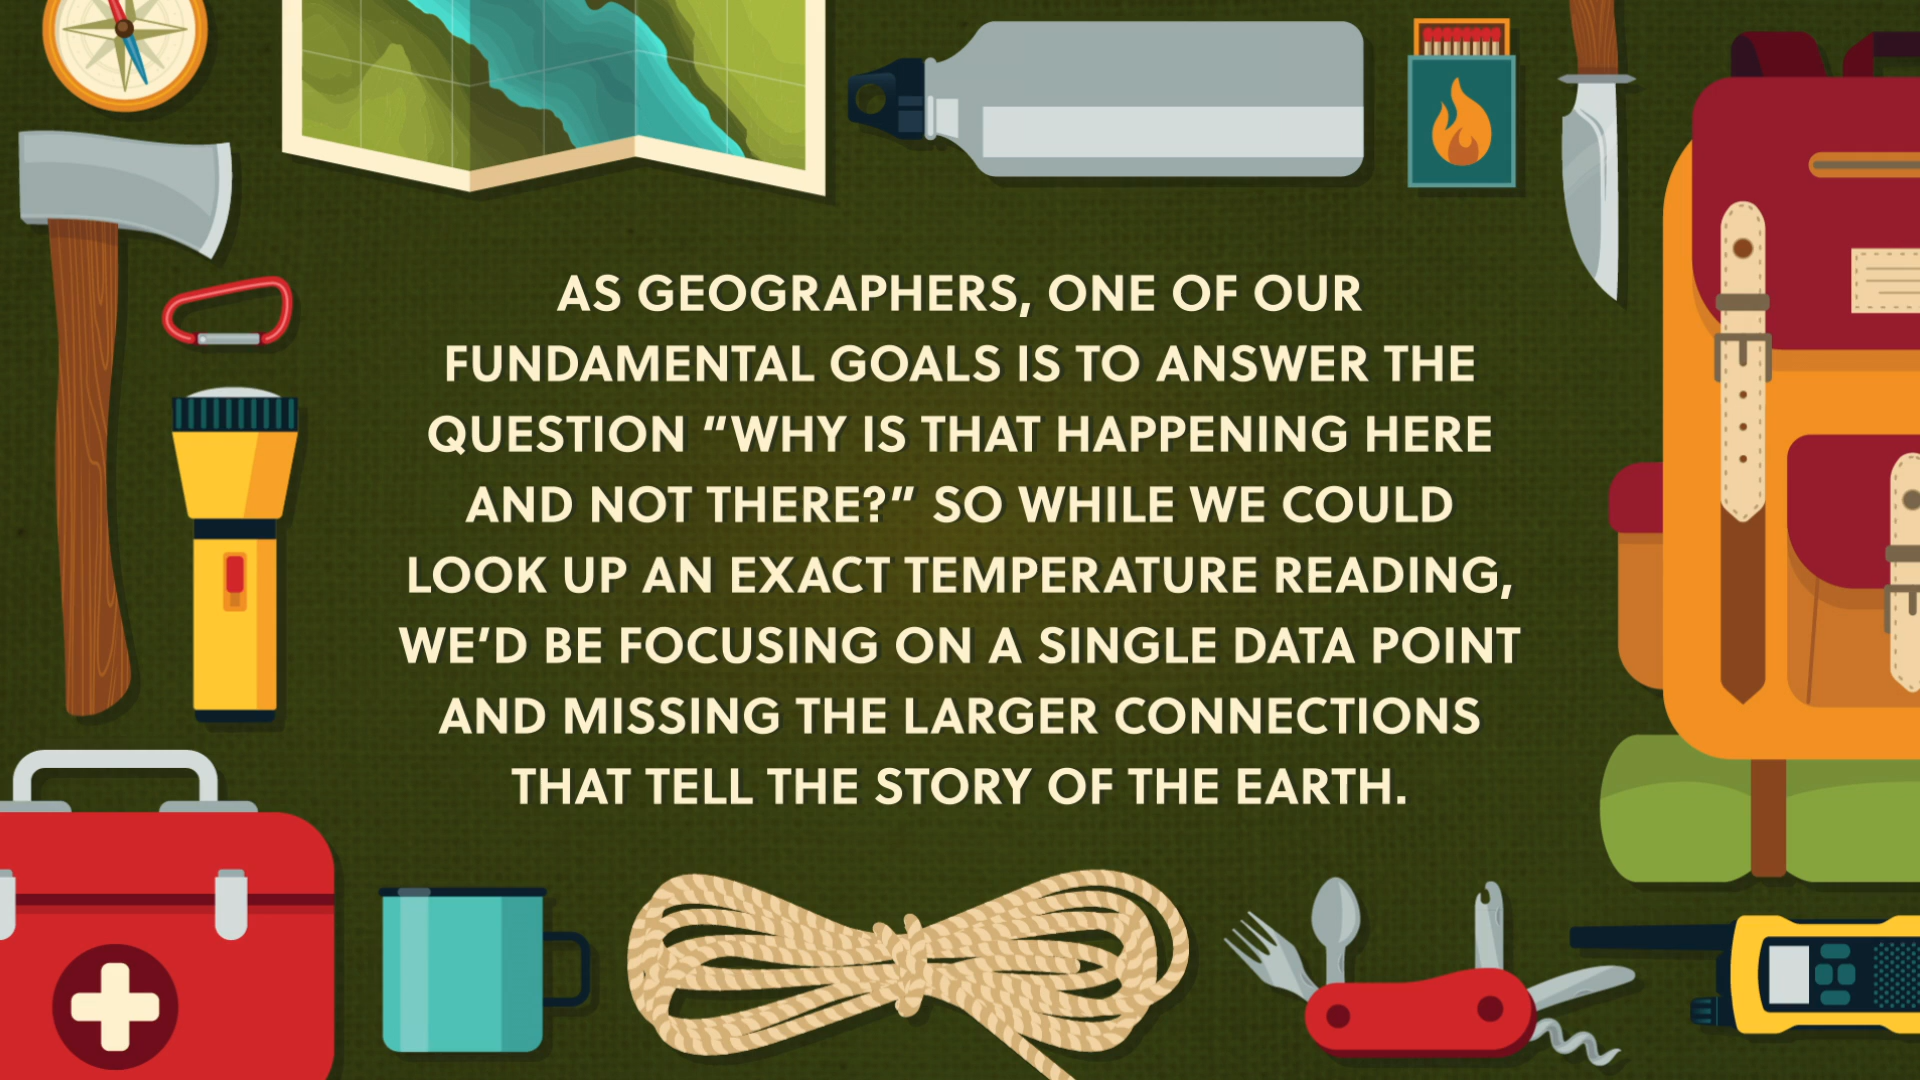 AS GEOGRAPHERS, ONE OF OUR
FUNDAMENTAL GOALS IS TO ANSWER THE
QUESTION “WHY IS THAT HAPPENING HERE
AND NOT THERE?” SO WHILE WE COULD
LOOK UP AN EXACT TEMPERATURE READING,
WE’D BE FOCUSING ON A SINGLE DATA POINT
AND MISSING THE LARGER CONNECTIONS
THAT TELL THE STORY OF THE EARTH.